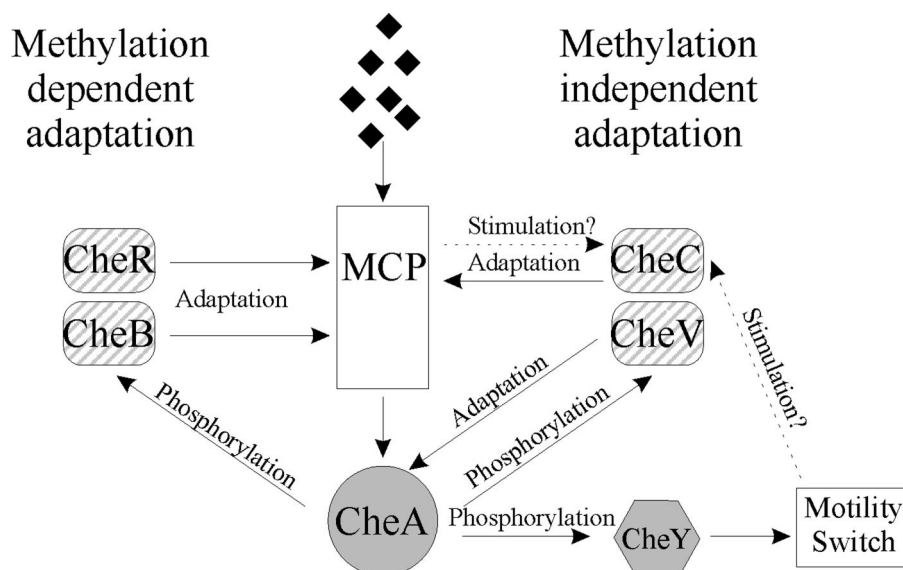 Methylation
dependent
adaptation
Methylation
independent
adaptation
CheR
Adaptation
CheB
MCP
Stimulation?
Adaptation
CheC
CheV
Stimulation?
Phosphorylation
Adaptation
Phosphorylation
CheA
Phosphorylation
CheY
Motility
Switch